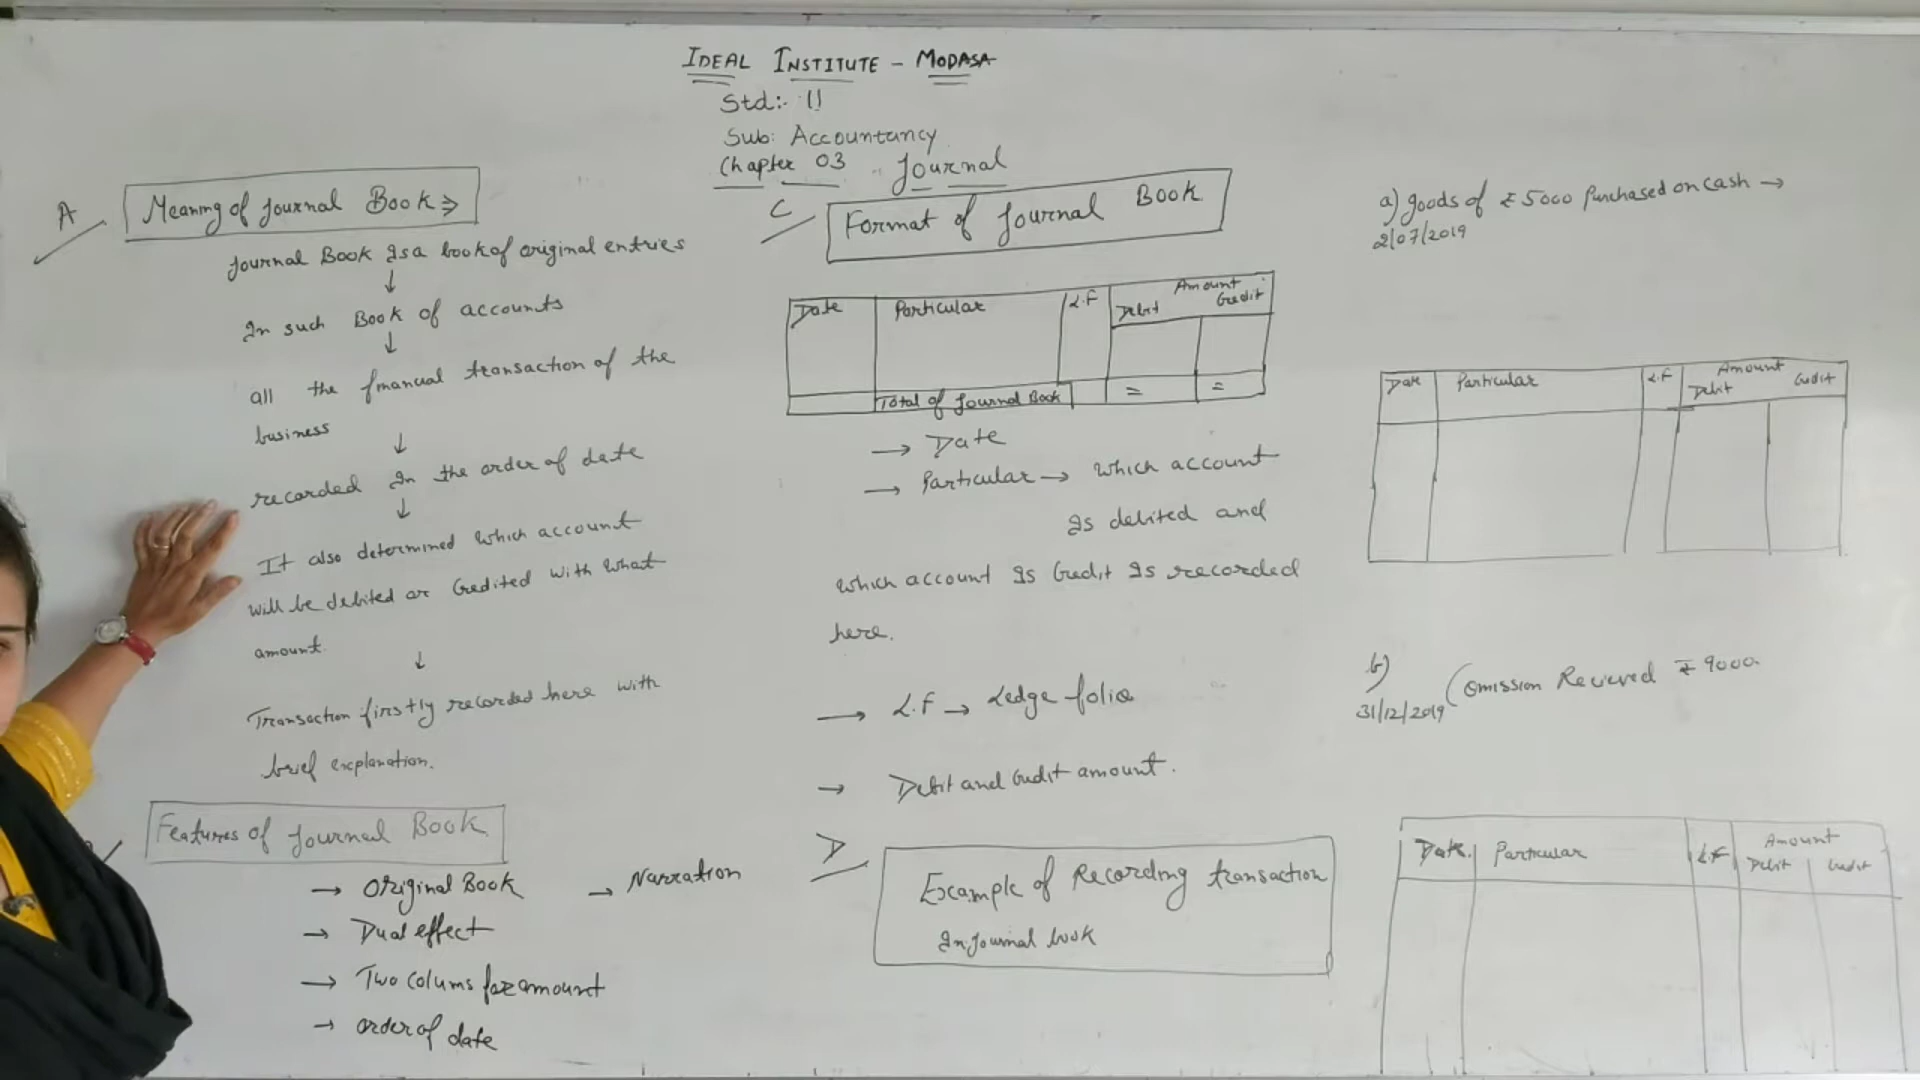 IDEAL INSTITUTE - MODASA
Std:- 11
Sub: Accountancy
Chapter 03 .. Journal
A
Meaning of Journal Book ⇒
Journal Book Is a book of original entries
↓
In such Book of accounts
↓
all the financial transaction of the
business
↓
recorded In the order of date
↓
It also determined which account
will be debited or Credited with what
amount.
↓
Transaction firstly recorded here with
brief explanation.
Features of Journal Book
→ Original Book
→ Narration
→ Dual effect
→ Two colums for amount
→ order of date
C
Format of Journal Book
Date Particular L.F Amount
Debit Credit
Total of Journal Book = =
→ Date
→ Particular → which account
Is debited and
which account Is Credit Is recorded
here.
→ L.F → Ledge folio
→ Debit and Credit amount.
D
Example of Recording transaction
In Journal book
a) goods of ₹ 5000 Purchased on cash →
2/07/2019
Date Particular L.F Amount
Debit Credit
b)
31/12/2019 Comission Recieved ₹ 9000
Date. Particular L.F Amount
Debit Credit